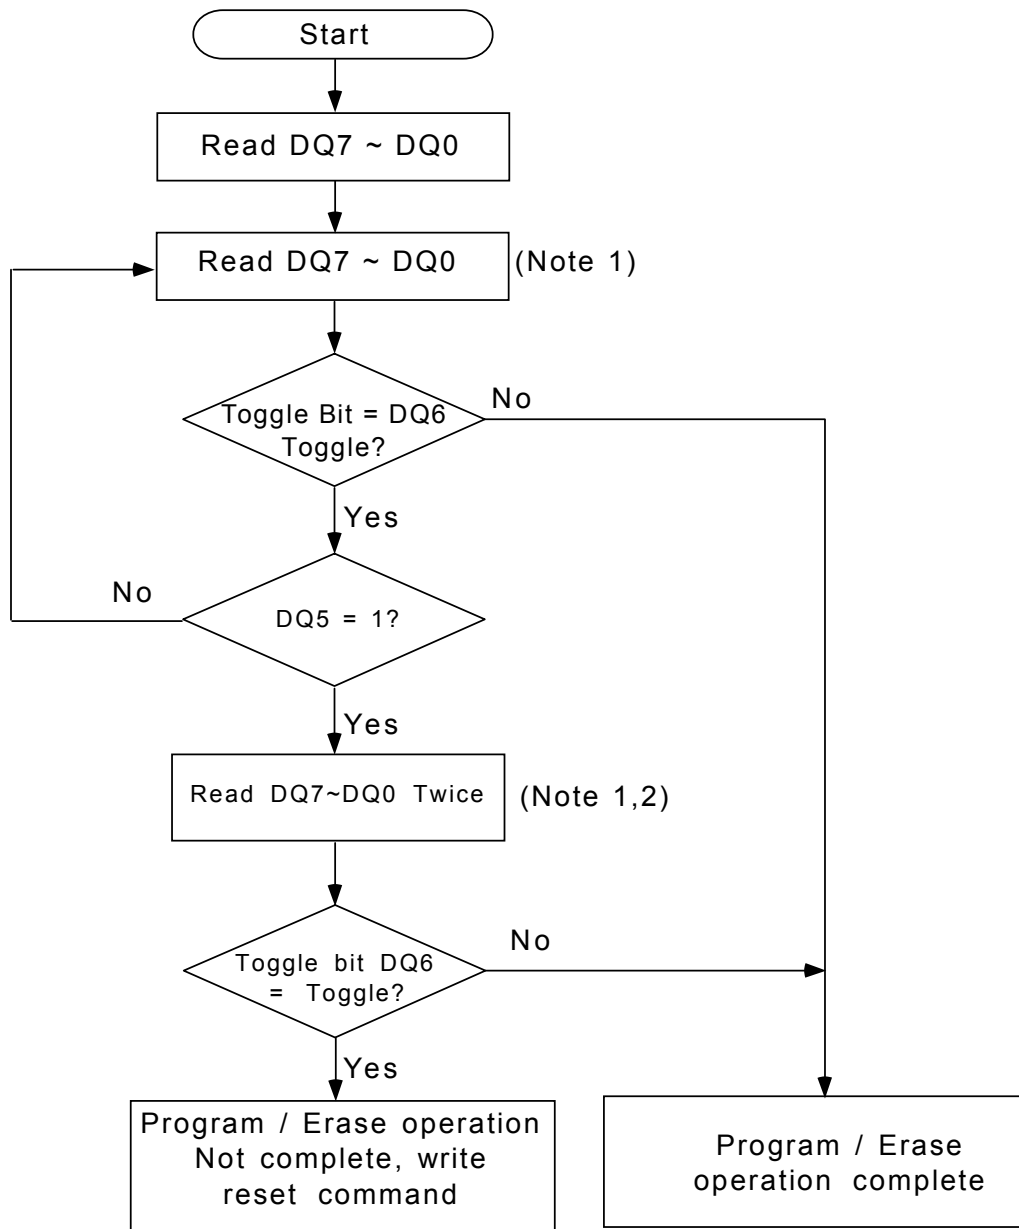 Start
Read DQ7 ~ DQ0
Read DQ7 ~ DQ0
(Note 1)
Toggle Bit = DQ6
Toggle?
No
Yes
DQ5 = 1?
No
Yes
Read DQ7~DQ0 Twice
(Note 1,2)
Toggle bit DQ6
= Toggle?
No
Yes
Program / Erase operation
Not complete, write
reset command
Program / Erase
operation complete